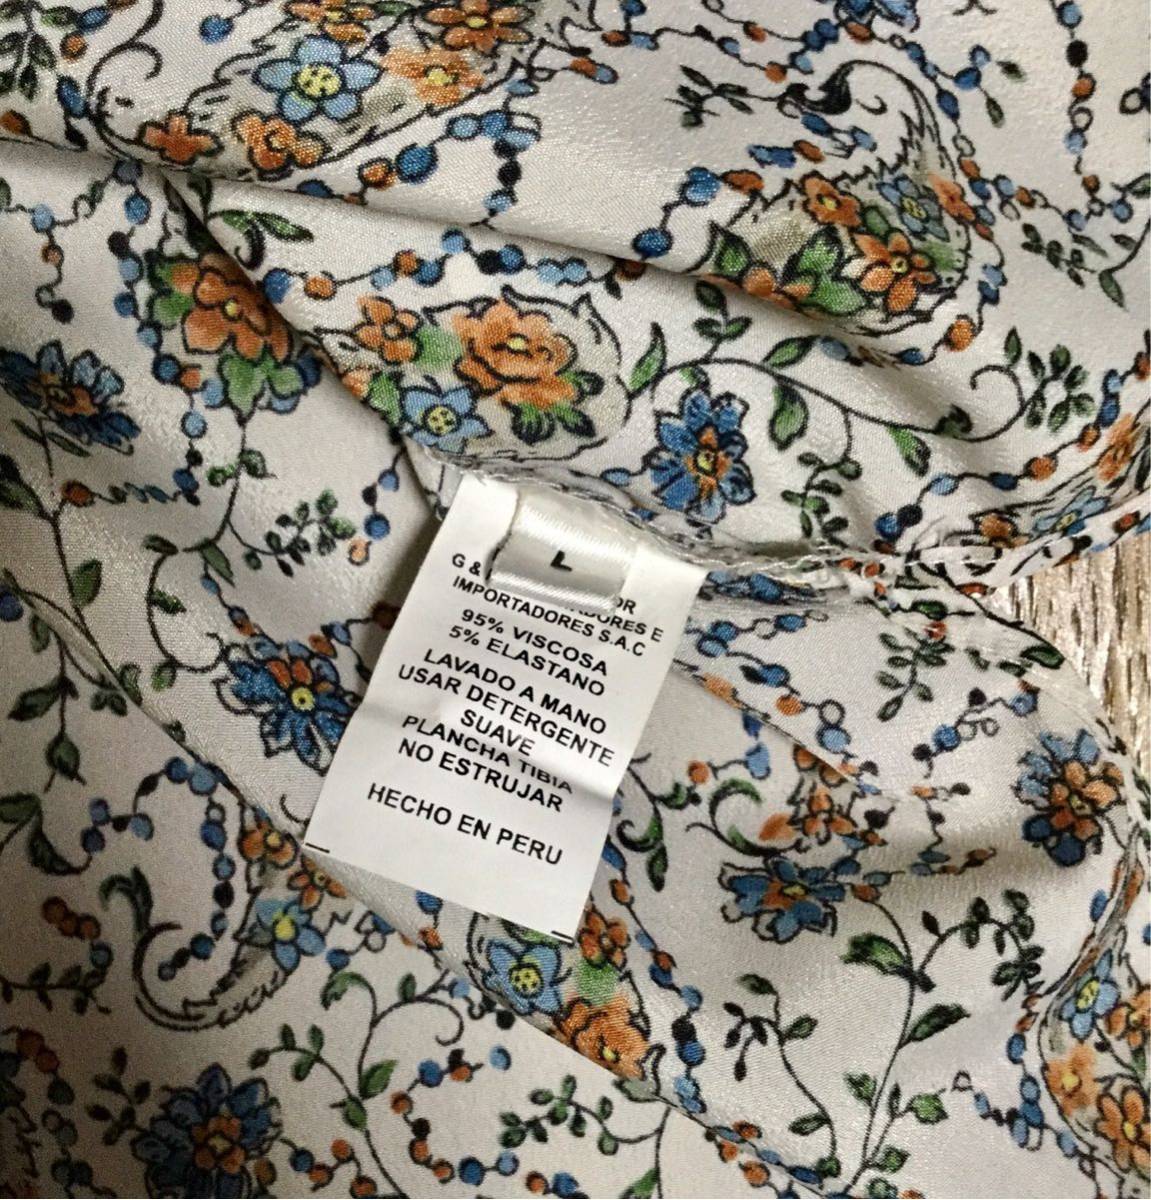 L
G &
IMPORTADORES S.A.C
95% VISCOSA
5% ELASTANO
LAVADO A MANO
USAR DETERGENTE
SUAVE
PLANCHA TIBIA
NO ESTRUJAR
HECHO EN PERU